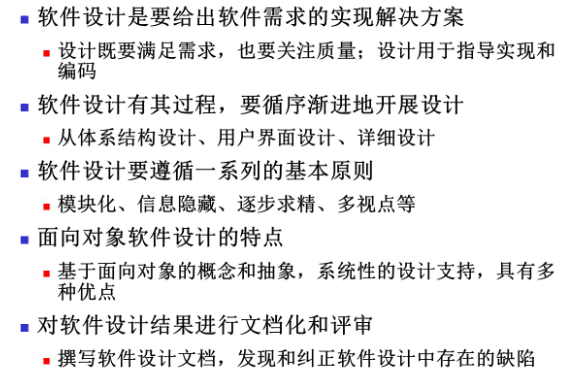 软件设计是要给出软件需求的实现解决方案
设计既要满足需求，也要关注质量；设计用于指导实现和
编码
软件设计有其过程，要循序渐进地开展设计
从体系结构设计、用户界面设计、详细设计
软件设计要遵循一系列的基本原则
模块化、信息隐藏、逐步求精、多视点等
面向对象软件设计的特点
基于面向对象的概念和抽象，系统性的设计支持，具有多
种优点
对软件设计结果进行文档化和评审
撰写软件设计文档，发现和纠正软件设计中存在的缺陷